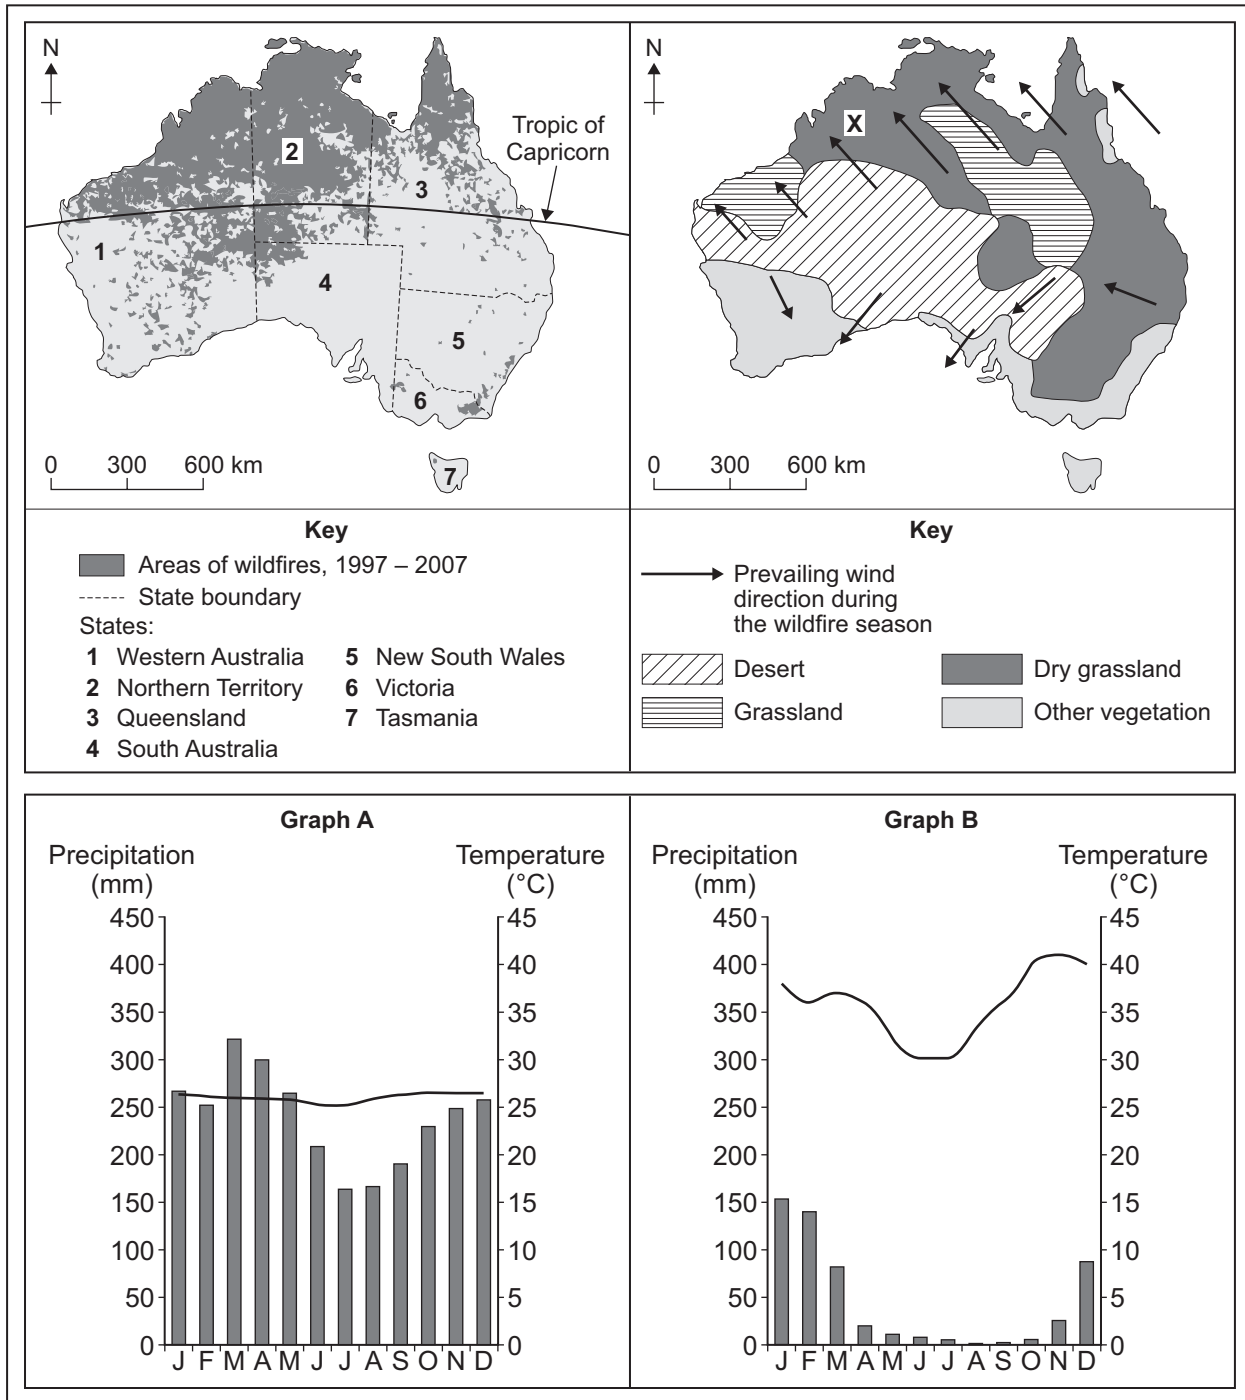 N
Tropic of
Capricorn
2
3
1
4
5
6
7
0 300 600 km
Key
Areas of wildfires, 1997 – 2007
State boundary
States:
1 Western Australia
2 Northern Territory
3 Queensland
4 South Australia
5 New South Wales
6 Victoria
7 Tasmania
N
X
0 300 600 km
Key
Prevailing wind
direction during
the wildfire season
Desert
Dry grassland
Grassland
Other vegetation
Graph A
Precipitation
(mm)
Temperature
(°C)
450 45
400 40
350 35
300 30
250 25
200 20
150 15
100 10
50 5
0 0
J F M A M J J A S O N D
Graph B
Precipitation
(mm)
Temperature
(°C)
450 45
400 40
350 35
300 30
250 25
200 20
150 15
100 10
50 5
0 0
J F M A M J J A S O N D